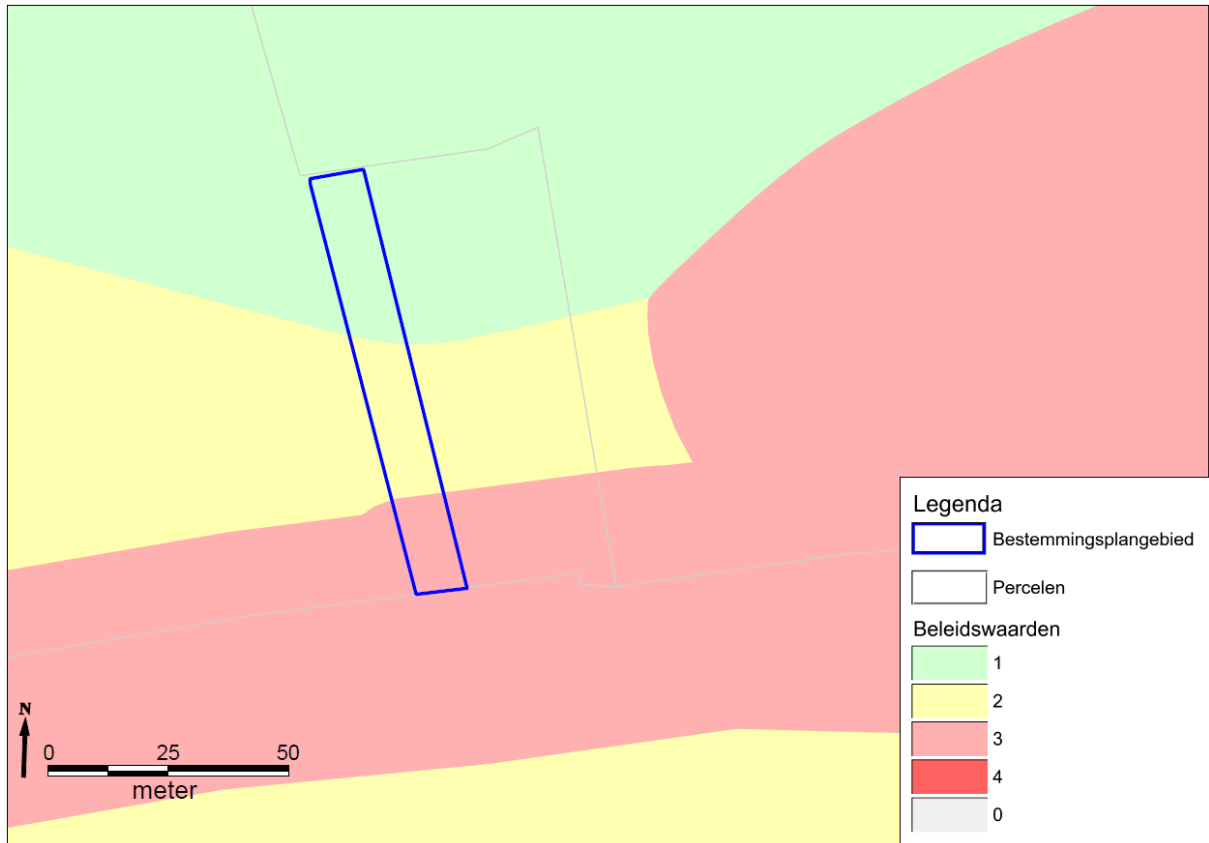 Legenda
Bestemmingsplangebied
Percelen
Beleidswaarden
1
2
3
4
0
N
0 25 50
meter